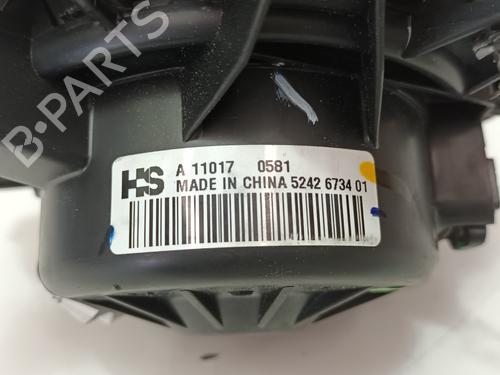 B-PARTS
HS A 11017 0581
MADE IN CHINA 5242 6734 01